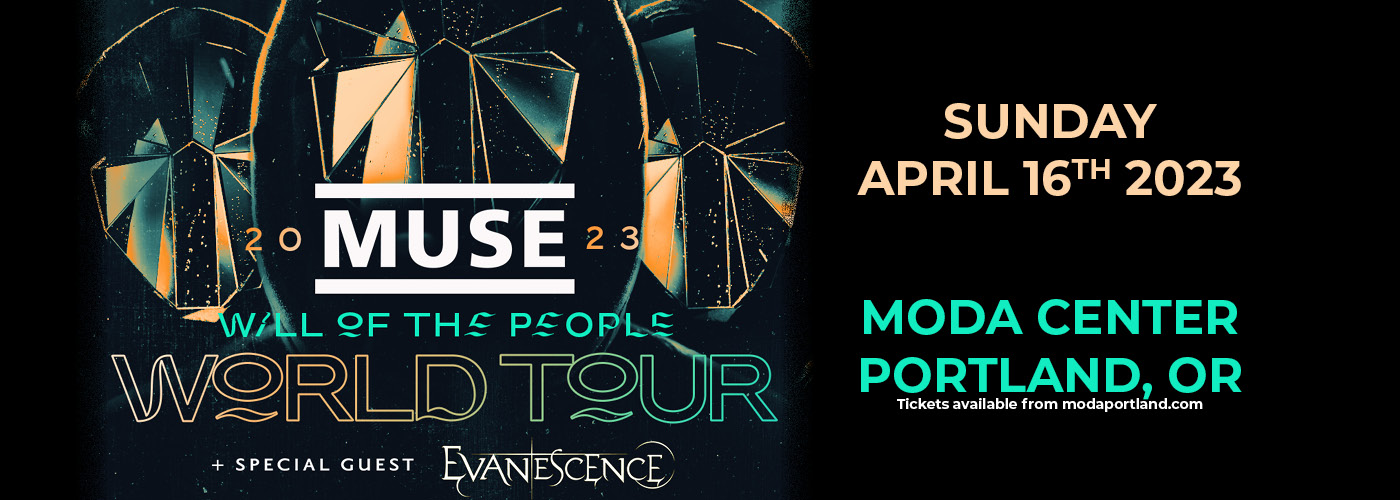 20 MUSE 23
WILL OF THE PEOPLE
WORLD TOUR
+ SPECIAL GUEST EVANESCENCE
SUNDAY
APRIL 16TH 2023
MODA CENTER
PORTLAND, OR
Tickets available from modaportland.com